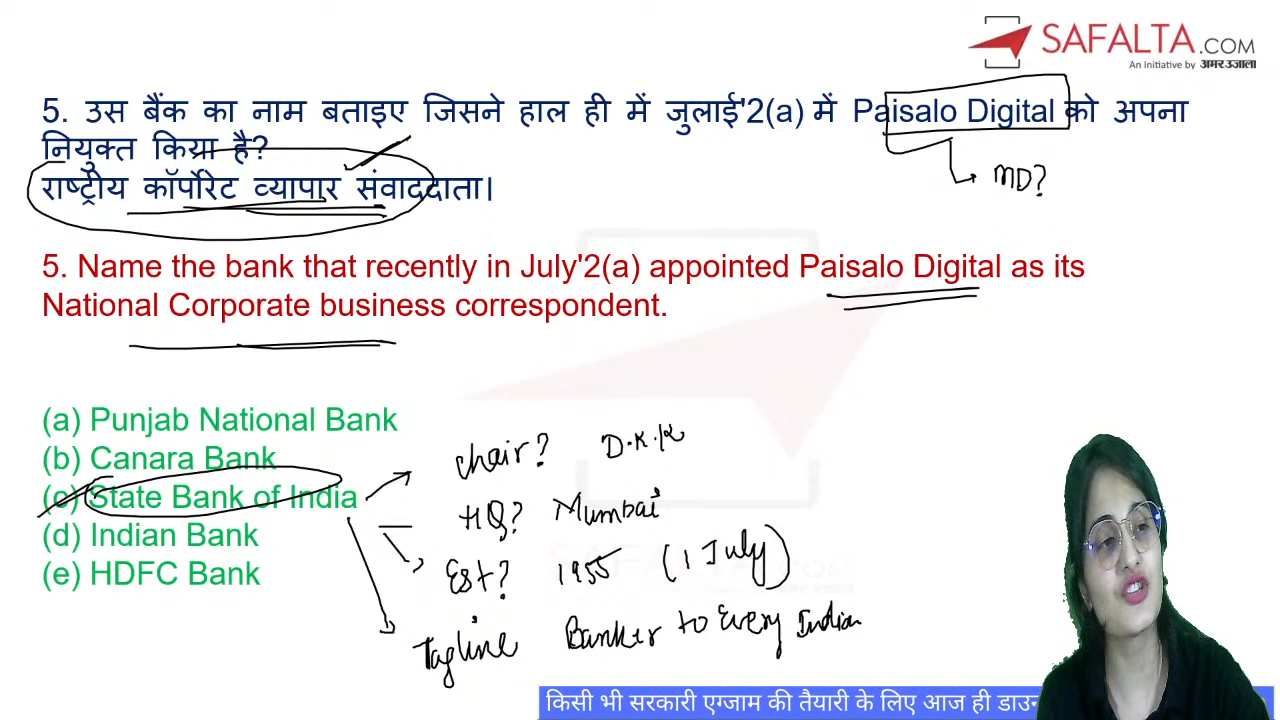 SAFALTA.COM
An Initiative by अमर उजाला
5. उस बैंक का नाम बताइए जिसने हाल ही में जुलाई'2(a) में Paisalo Digital को अपना
नियुक्त किया है?
MD?
राष्ट्रीय कॉर्पोरेट व्यापार संवाददाता।
5. Name the bank that recently in July'2(a) appointed Paisalo Digital as its
National Corporate business correspondent.
(a) Punjab National Bank
(b) Canara Bank
(c) State Bank of India
(d) Indian Bank
(e) HDFC Bank
chair? D.K.K
HQ? Mumbai
Est? 1955 (1 July)
Tagline Banker to Every Indian
किसी भी सरकारी एग्जाम की तैयारी के लिए आज ही डाउन